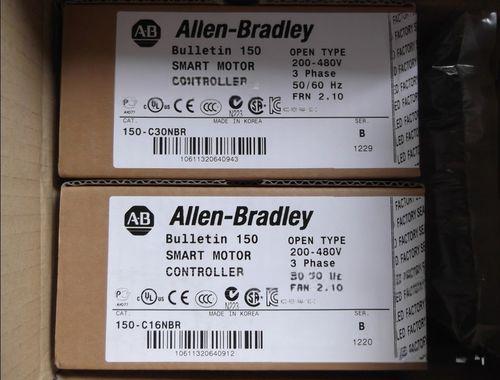 AB Allen-Bradley
Bulletin 150 OPEN TYPE
SMART MOTOR 200-480V
CONTROLLER 3 Phase
50/60 Hz
FRN 2.10
CAT. MADE IN KOREA SER.
150-C30NBR B
10611320640943 1229
AB Allen-Bradley
Bulletin 150 OPEN TYPE
SMART MOTOR 200-480V
CONTROLLER 3 Phase
FRN 2.10
CAT. MADE IN KOREA SER.
150-C16NBR B
10611320640912 1220